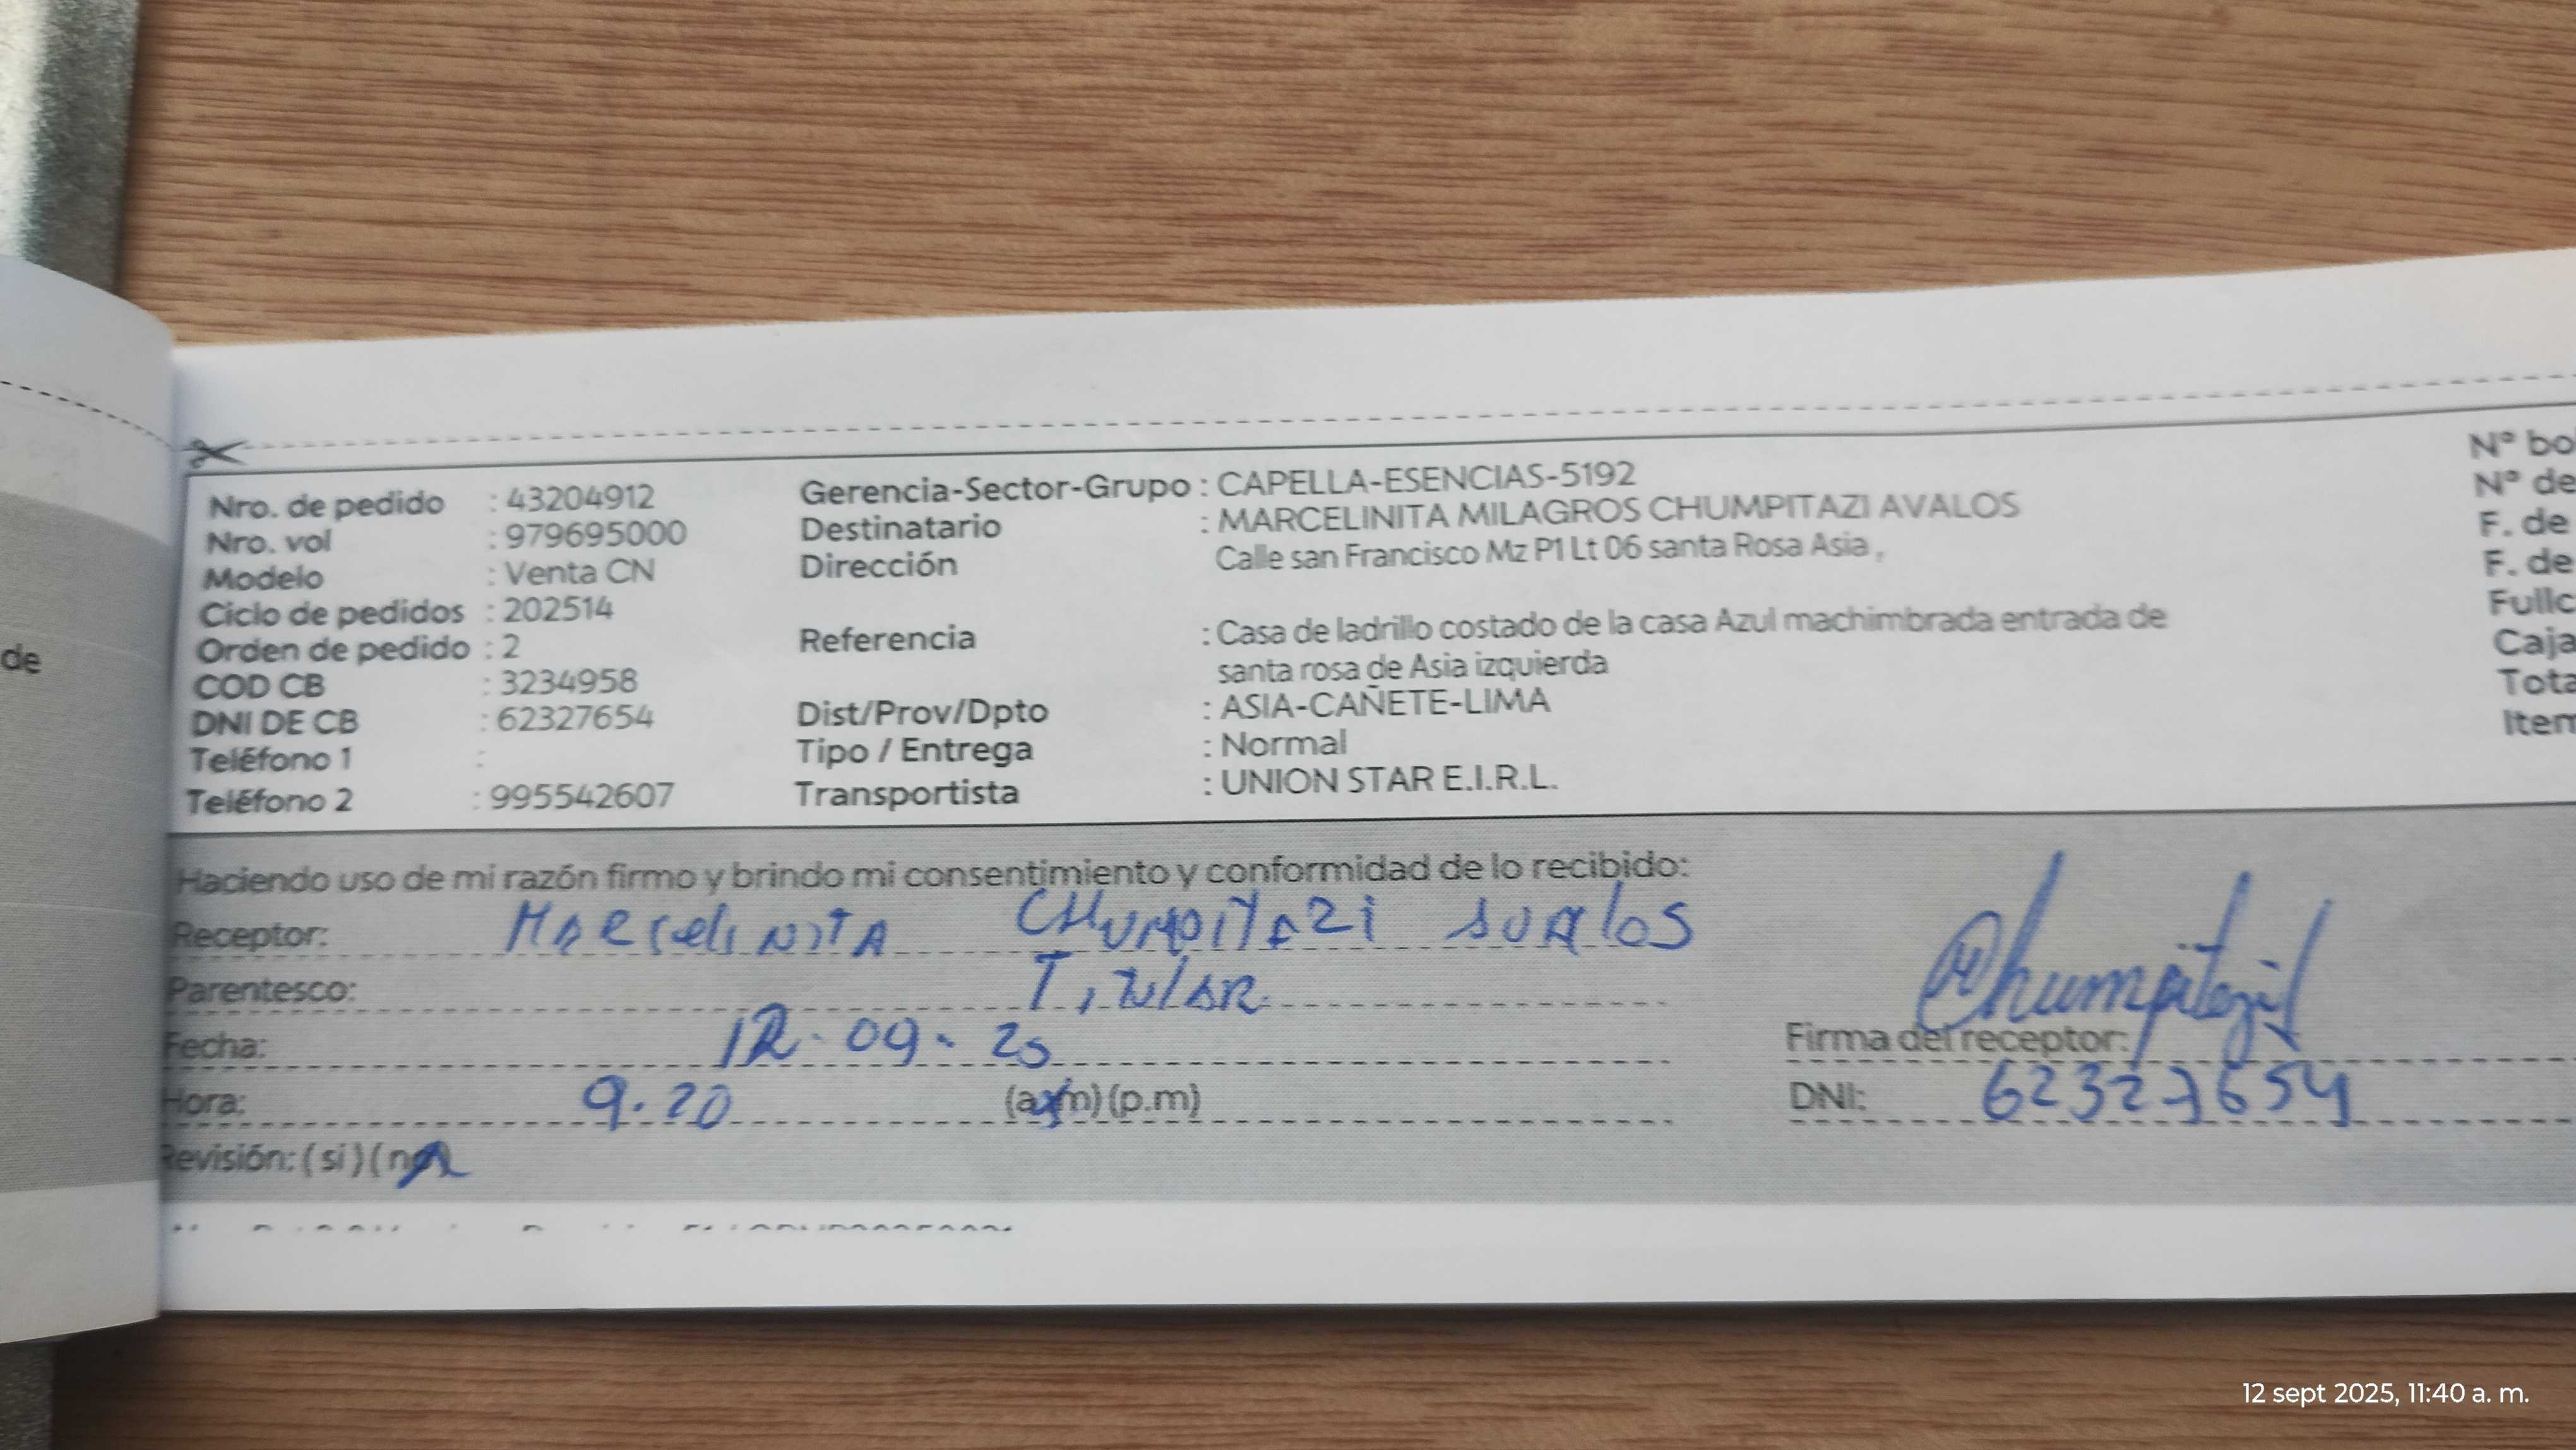 de
Nro. de pedido : 43204912
Nro. vol : 979695000
Modelo : Venta CN
Ciclo de pedidos : 202514
Orden de pedido : 2
COD CB : 3234958
DNI DE CB : 62327654
Teléfono 1 :
Teléfono 2 : 995542607
Gerencia-Sector-Grupo : CAPELLA-ESENCIAS-5192
Destinatario : MARCELINITA MILAGROS CHUMPITAZI AVALOS
Dirección Calle san Francisco Mz P1 Lt 06 santa Rosa Asia ,
Referencia : Casa de ladrillo costado de la casa Azul machimbrada entrada de
santa rosa de Asia izquierda
Dist/Prov/Dpto : ASIA-CAÑETE-LIMA
Tipo / Entrega : Normal
Transportista : UNION STAR E.I.R.L.
N° bol
N° de
F. de
F. de
Fullc
Caja
Tota
Item
Haciendo uso de mi razón firmo y brindo mi consentimiento y conformidad de lo recibido:
Receptor: MARCeliNITA CHUMPITAZi
Parentesco: TituLAR
Fecha: 12-09-25
Hora: 9.20 (a.m) (p.m)
Revisión: ( si ) ( no )
Chumpitazi
Firma del receptor:
DNI: 62327654
12 sept 2025, 11:40 a. m.